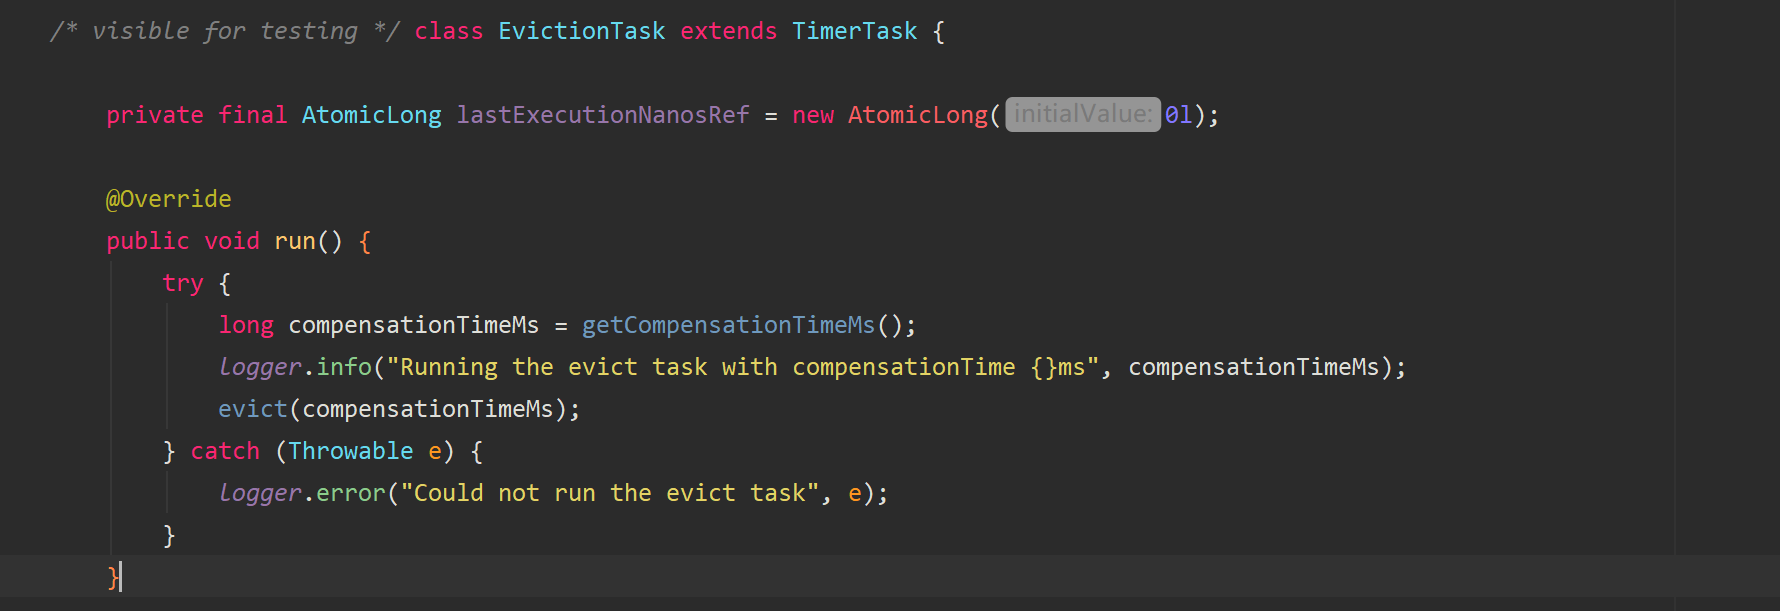 /* visible for testing */ class EvictionTask extends TimerTask {
private final AtomicLong lastExecutionNanosRef = new AtomicLong( initialValue: 0l);
@Override
public void run() {
try {
long compensationTimeMs = getCompensationTimeMs();
logger.info("Running the evict task with compensationTime {}ms", compensationTimeMs);
evict(compensationTimeMs);
} catch (Throwable e) {
logger.error("Could not run the evict task", e);
}
}